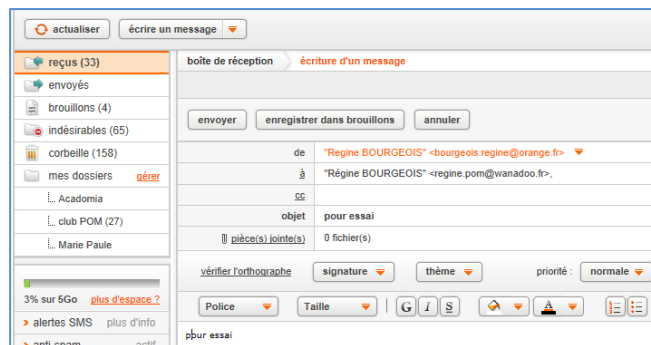 actualiser écrire un message
reçus (33)
envoyés
brouillons (4)
indésirables (65)
corbeille (158)
mes dossiers gérer
Acadomia
club POM (27)
Marie Paule
3% sur 5Go plus d'espace ?
alertes SMS plus d'info
anti-spam actif
boîte de réception écriture d'un message
envoyer enregistrer dans brouillons annuler
de "Regine BOURGEOIS" <bourgeois.regine@orange.fr>
à "Régine BOURGEOIS" <regine.pom@wanadoo.fr>,
cc
objet pour essai
pièce(s) jointe(s) 0 fichier(s)
vérifier l'orthographe signature thème priorité : normale
Police Taille G I S A
pour essai